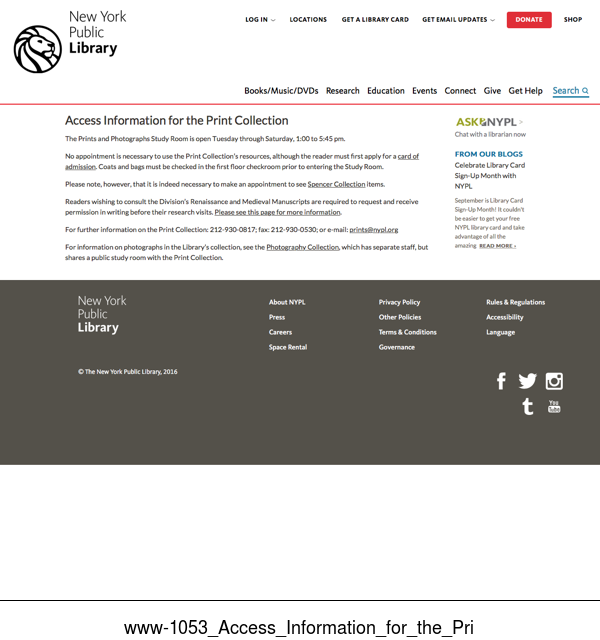 New York
Public
Library
LOG IN
LOCATIONS
GET A LIBRARY CARD
GET EMAIL UPDATES
DONATE
SHOP
Books/Music/DVDs
Research
Education
Events
Connect
Give
Get Help
Search
Access Information for the Print Collection
The Prints and Photographs Study Room is open Tuesday through Saturday, 1:00 to 5:45 pm.
No appointment is necessary to use the Print Collection's resources, although the reader must first apply for a card of
admission. Coats and bags must be checked in the first floor checkroom prior to entering the Study Room.
Please note, however, that it is indeed necessary to make an appointment to see Spencer Collection items.
Readers wishing to consult the Division's Renaissance and Medieval Manuscripts are required to request and receive
permission in writing before their research visits. Please see this page for more information.
For further information on the Print Collection: 212-930-0817; fax: 212-930-0530; or e-mail: prints@nypl.org
For information on photographs in the Library's collection, see the Photography Collection, which has separate staff, but
shares a public study room with the Print Collection.
ASK NYPL >
Chat with a librarian now
FROM OUR BLOGS
Celebrate Library Card
Sign-Up Month with
NYPL
September is Library Card
Sign-Up Month! It couldn't
be easier to get your free
NYPL library card and take
advantage of all the
amazing READ MORE ›
New York
Public
Library
About NYPL
Press
Careers
Space Rental
Privacy Policy
Other Policies
Terms & Conditions
Governance
Rules & Regulations
Accessibility
Language
© The New York Public Library, 2016
You
Tube
www-1053_Access_Information_for_the_Pri